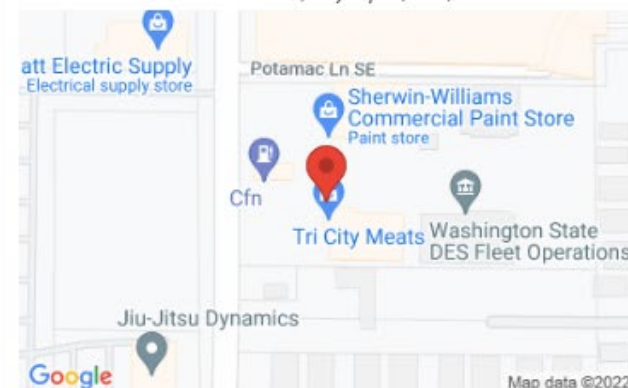 att Electric Supply
Electrical supply store
Potamac Ln SE
Sherwin-Williams
Commercial Paint Store
Paint store
Cfn
Tri City Meats
Washington State
DES Fleet Operations
Jiu-Jitsu Dynamics
Google
Map data ©2022